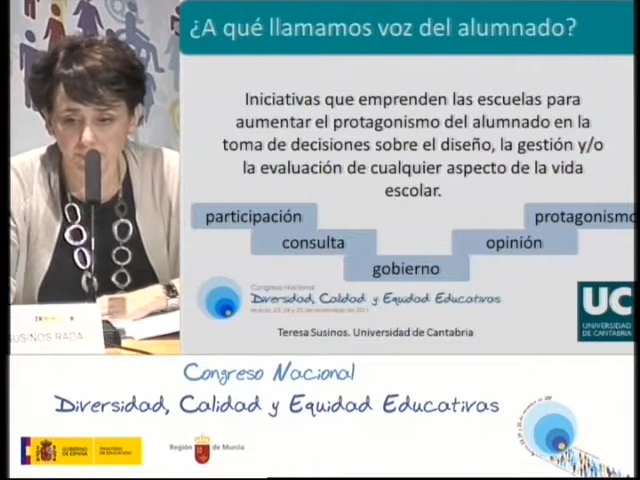 ¿A qué llamamos voz del alumnado?
Iniciativas que emprenden las escuelas para
aumentar el protagonismo del alumnado en la
toma de decisiones sobre el diseño, la gestión y/o
la evaluación de cualquier aspecto de la vida
escolar.
participación
protagonismo
consulta
opinión
gobierno
Congreso Nacional
Diversidad, Calidad y Equidad Educativas
UC
UNIVERSIDAD
DE CANTABRIA
Teresa Susinos. Universidad de Cantabria
SUSINOS RADA
Congreso Nacional
Diversidad, Calidad y Equidad Educativas
GOBIERNO
DE ESPAÑA
MINISTERIO
DE EDUCACIÓN
Región de Murcia